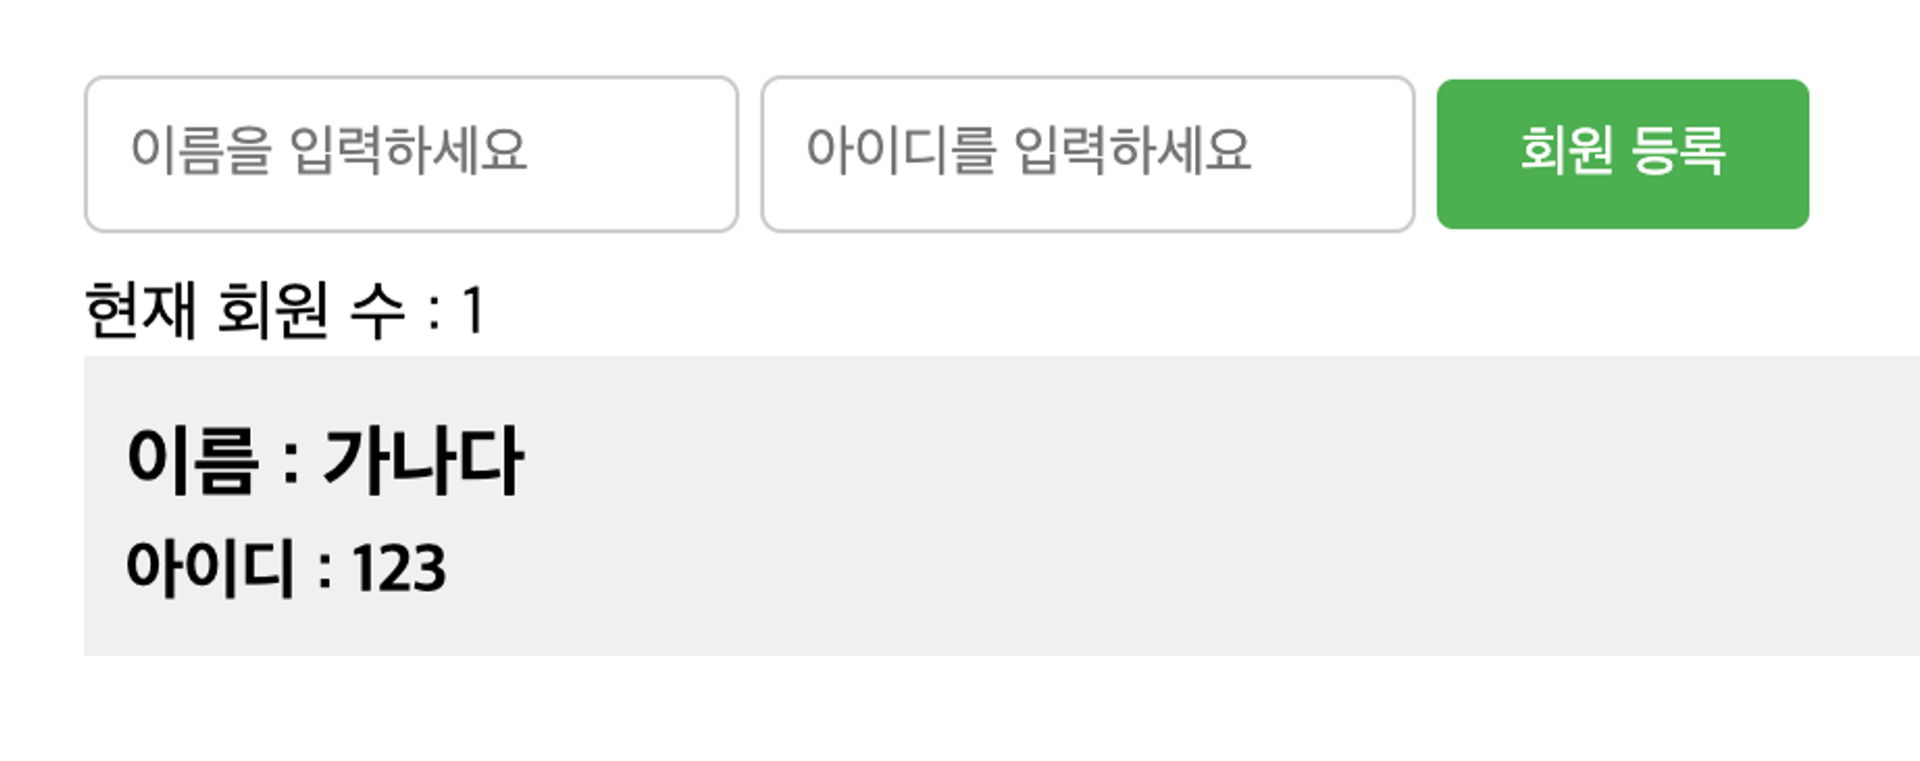 이름을 입력하세요 아이디를 입력하세요 회원 등록
현재 회원 수 : 1
이름 : 가나다
아이디 : 123